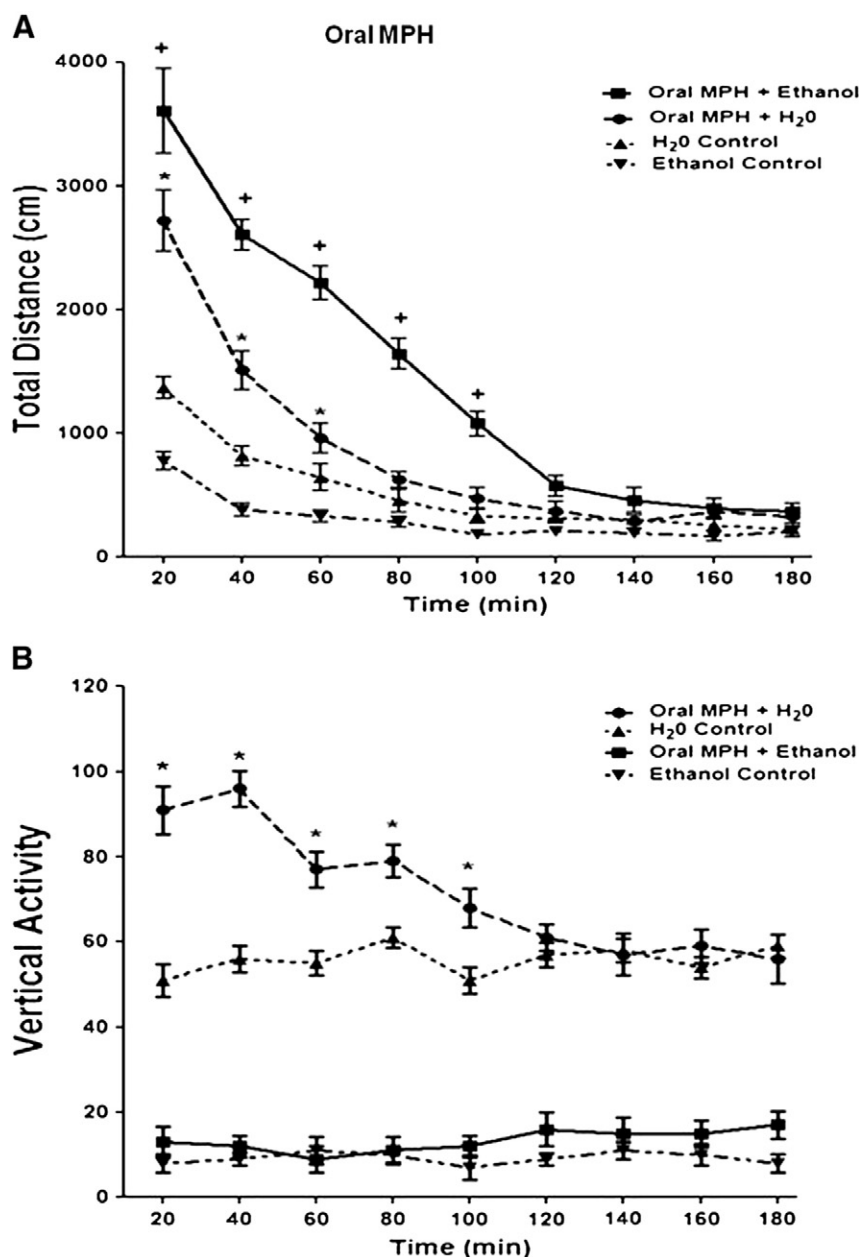 A
Oral MPH
4000
3000
2000
1000
0
Total Distance (cm)
+
+
+
+
+
*
*
*
Oral MPH + Ethanol
Oral MPH + H₂0
H₂0 Control
Ethanol Control
20 40 60 80 100 120 140 160 180
Time (min)
B
120
100
80
60
40
20
0
Vertical Activity
*
*
*
*
*
Oral MPH + H₂0
H₂0 Control
Oral MPH + Ethanol
Ethanol Control
20 40 60 80 100 120 140 160 180
Time (min)